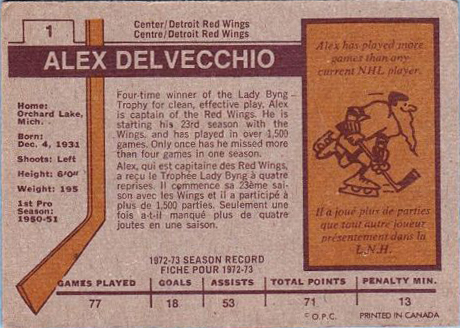 1
Center/Detroit Red Wings
Centre/Detroit Red Wings
ALEX DELVECCHIO
Home:
Orchard Lake,
Mich.
Born:
Dec. 4, 1931
Shoots: Left
Height: 6'0"
Weight: 195
1st Pro
Season:
1950-51
Four-time winner of the Lady Byng
Trophy for clean, effective play, Alex
is captain of the Red Wings. He is
starting his 23rd season with the
Wings, and has played in over 1,500
games. Only once has he missed more
than four games in one season.
Alex, qui est capitaine des Red Wings,
a reçu le Trophée Lady Byng à quatre
reprises. Il commence sa 23ème sai-
son avec les Wings et il a participé à
plus de 1,500 parties. Seulement une
fois a-t-il manqué plus de quatre
joutes en une saison.
Alex has played more
games than any
current NHL player.
Il a joué plus de parties
que tout autre joueur
présentement dans la
L.N.H.
1972-73 SEASON RECORD
FICHE POUR 1972-73
GAMES PLAYED GOALS ASSISTS TOTAL POINTS PENALTY MIN.
77 18 53 71 13
© O.P.C. PRINTED IN CANADA